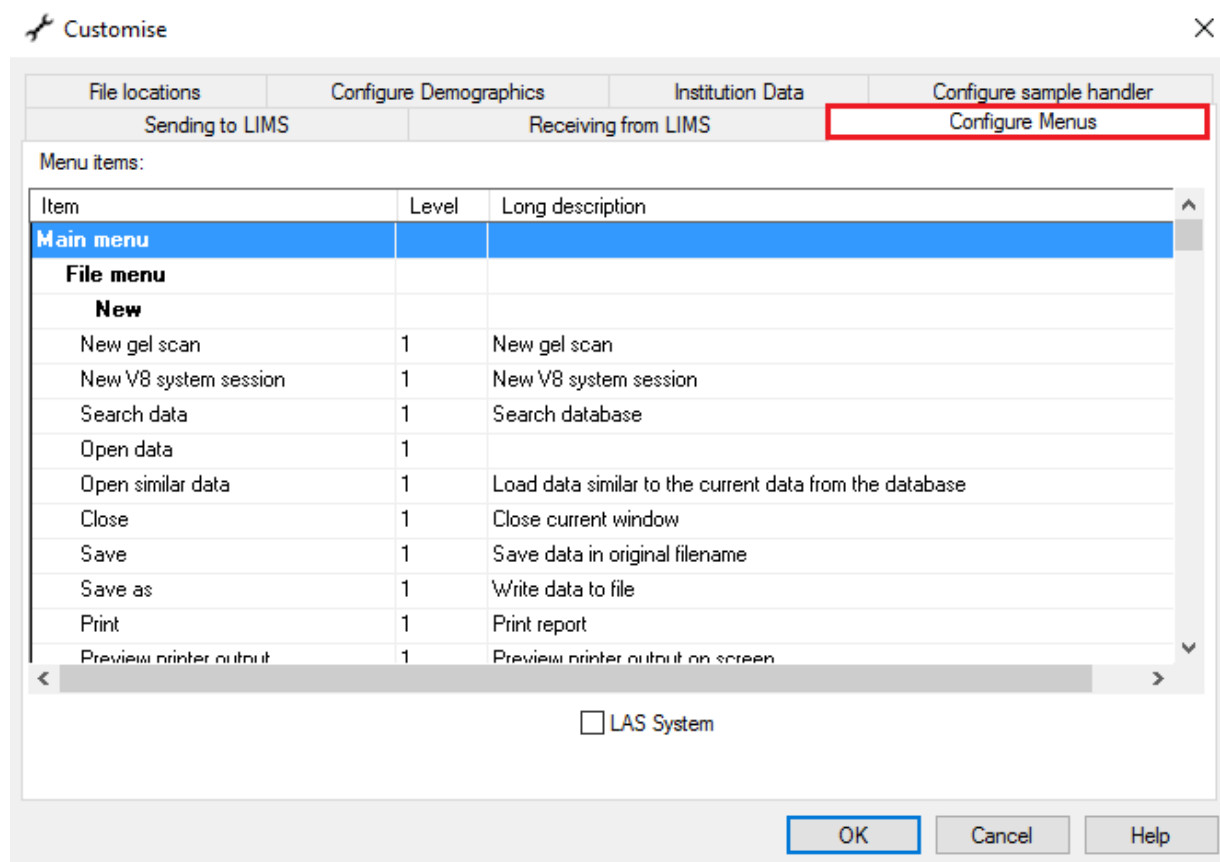 Customise
File locations Configure Demographics Institution Data Configure sample handler
Sending to LIMS Receiving from LIMS Configure Menus
Menu items:
Item Level Long description
Main menu
File menu
New
New gel scan 1 New gel scan
New V8 system session 1 New V8 system session
Search data 1 Search database
Open data 1
Open similar data 1 Load data similar to the current data from the database
Close 1 Close current window
Save 1 Save data in original filename
Save as 1 Write data to file
Print 1 Print report
Preview printer output 1 Preview printer output on screen
LAS System
OK Cancel Help